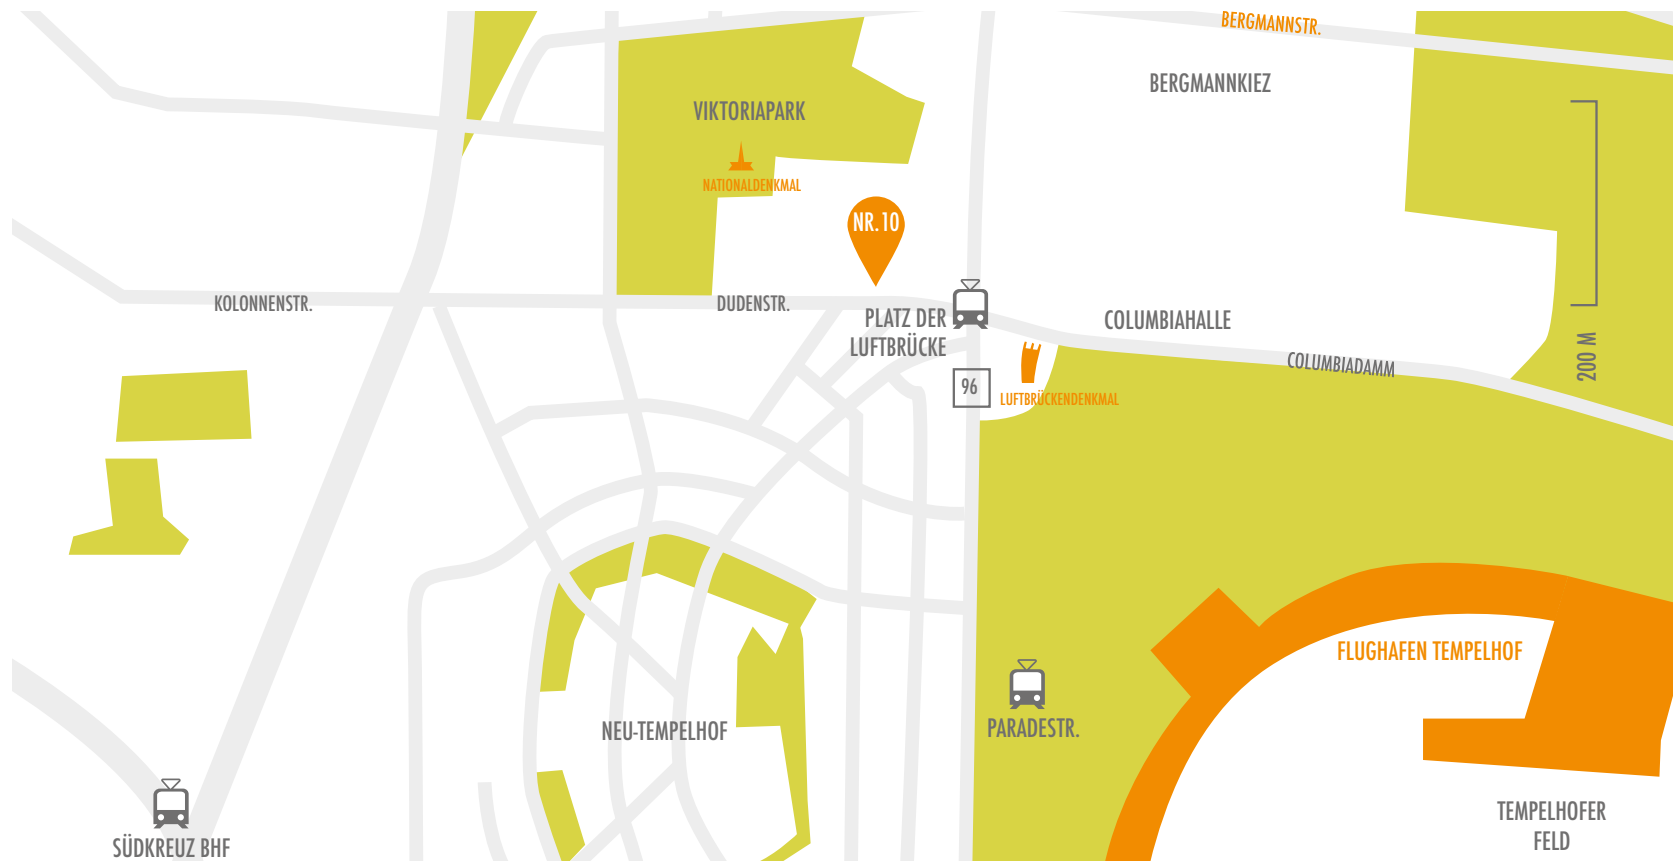 BERGMANNSTR.
BERGMANNKIEZ
VIKTORIAPARK
NATIONALDENKMAL
NR. 10
KOLONNENSTR.
DUDENSTR.
PLATZ DER
LUFTBRÜCKE
COLUMBIAHALLE
COLUMBIADAMM
200 M
96
LUFTBRÜCKENDENKMAL
FLUGHAFEN TEMPELHOF
NEU-TEMPELHOF
PARADESTR.
TEMPELHOFER
FELD
SÜDKREUZ BHF